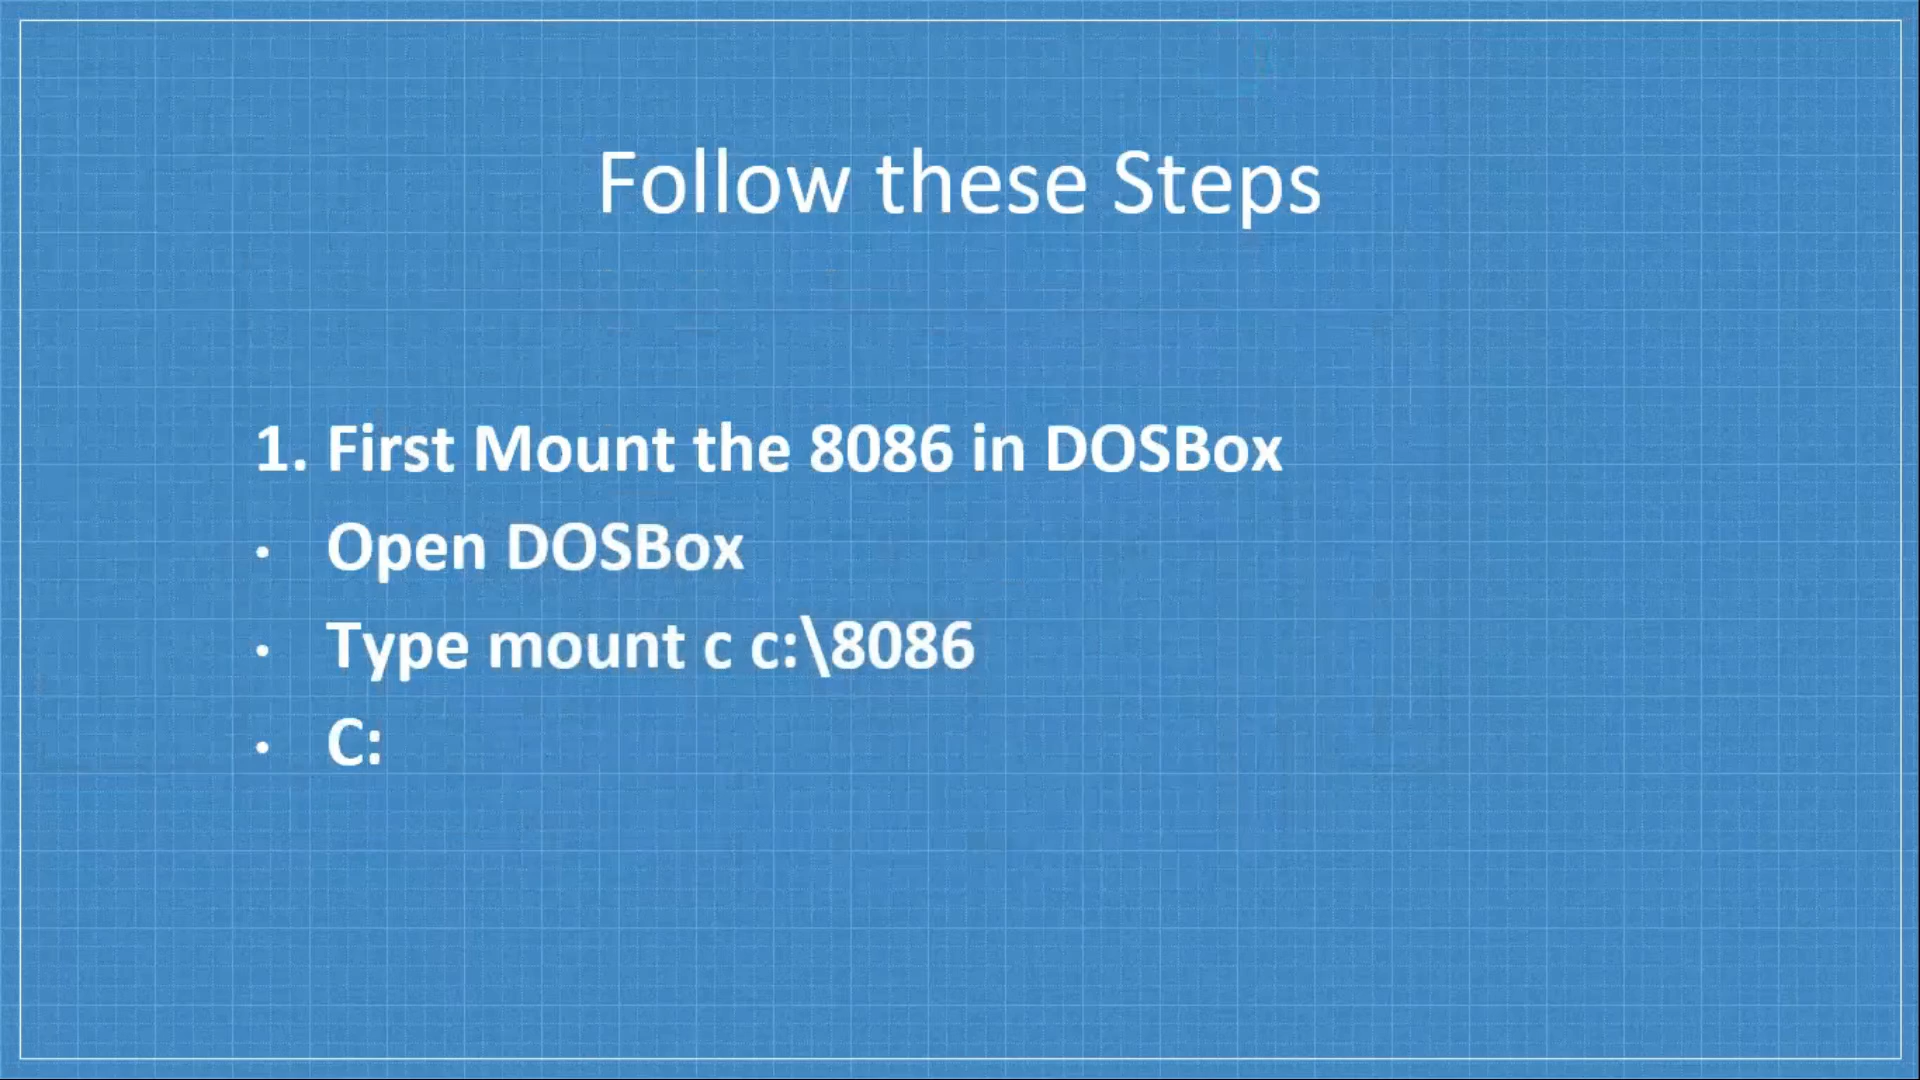 Follow these Steps
1. First Mount the 8086 in DOSBox
• Open DOSBox
• Type mount c c:\8086
• C: